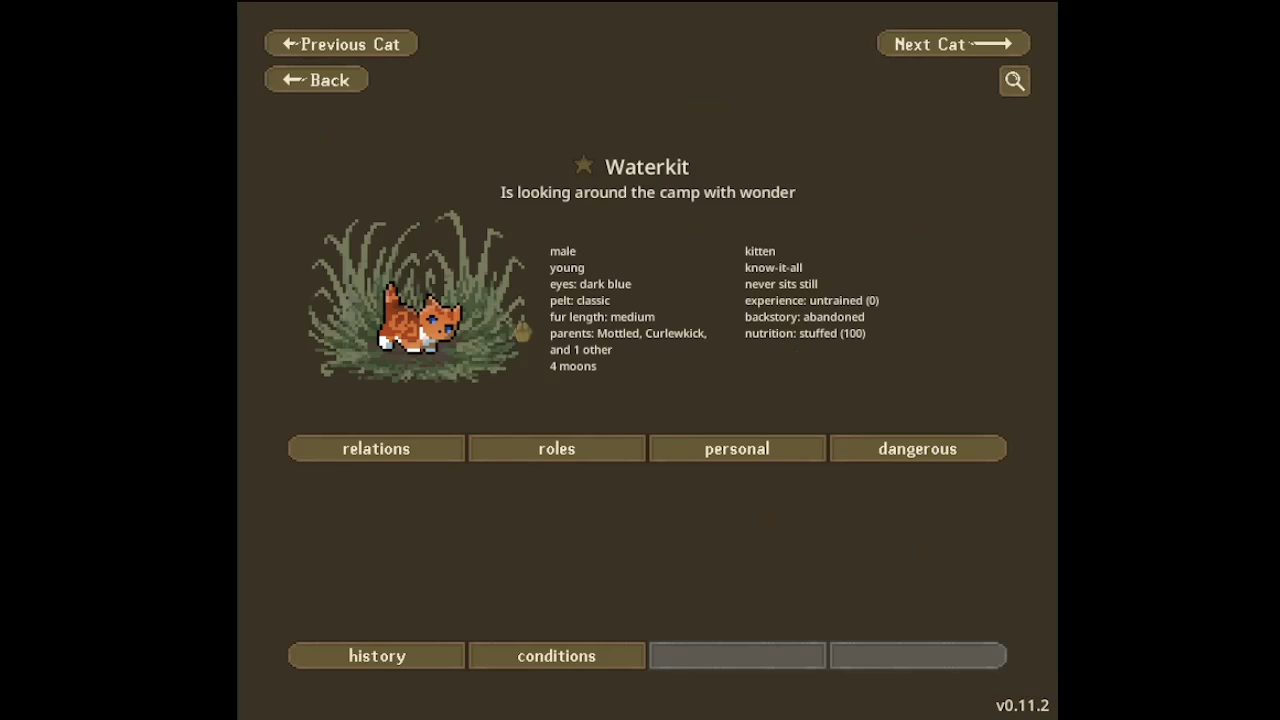 Previous Cat
Next Cat
Back
Waterkit
Is looking around the camp with wonder
male
young
eyes: dark blue
pelt: classic
fur length: medium
parents: Mottled, Curlewkick,
and 1 other
4 moons
kitten
know-it-all
never sits still
experience: untrained (0)
backstory: abandoned
nutrition: stuffed (100)
relations
roles
personal
dangerous
history
conditions
v0.11.2